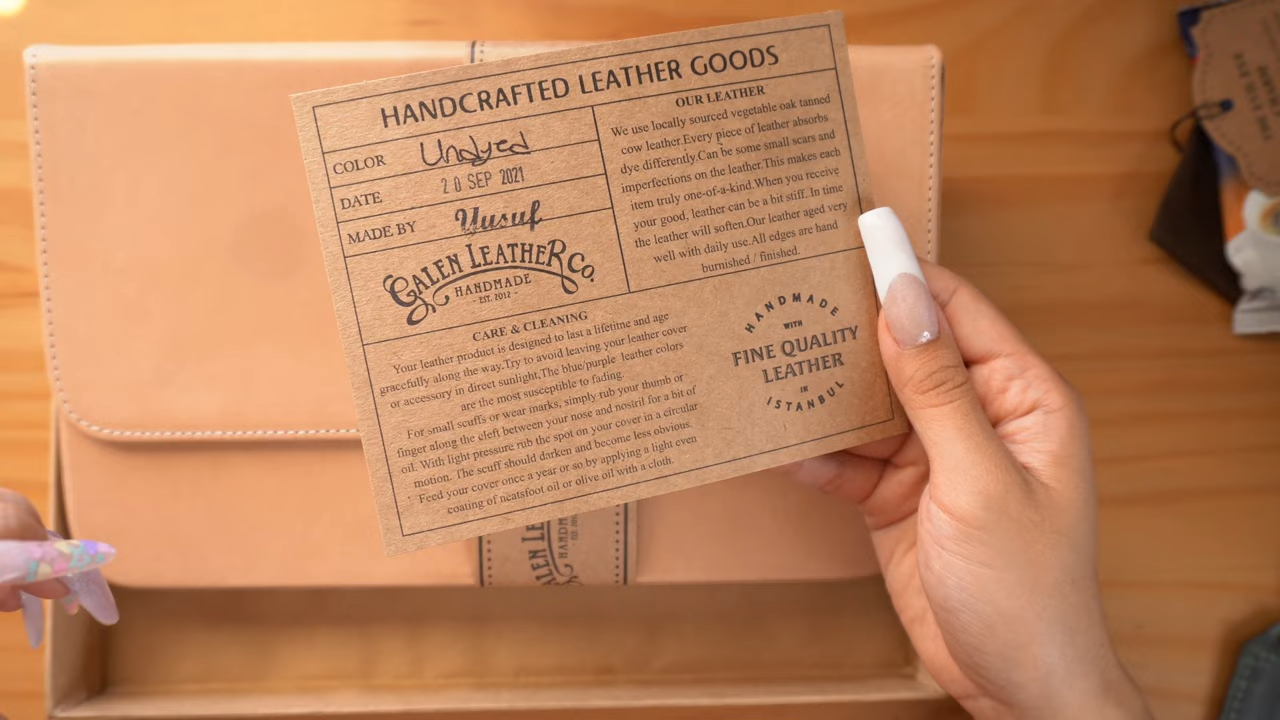 HANDCRAFTED LEATHER GOODS
COLOR Undyed
DATE 20 SEP 2021
MADE BY Yusuf
GALEN LEATHER Co.
HANDMADE
- EST. 2012 -
OUR LEATHER
We use locally sourced vegetable oak tanned
cow leather.Every piece of leather absorbs
dye differently.Can be some small scars and
imperfections on the leather.This makes each
item truly one-of-a-kind.When you receive
your good, leather can be a bit stiff. In time
the leather will soften.Our leather aged very
well with daily use.All edges are hand
burnished / finished.
CARE & CLEANING
Your leather product is designed to last a lifetime and age
gracefully along the way.Try to avoid leaving your leather cover
or accessory in direct sunlight.The blue/purple leather colors
are the most susceptible to fading.
For small scuffs or wear marks, simply rub your thumb or
finger along the cleft between your nose and nostril for a bit of
oil. With light pressure rub the spot on your cover in a circular
motion. The scuff should darken and become less obvious.
Feed your cover once a year or so by applying a light even
coating of neatsfoot oil or olive oil with a cloth.
HANDMADE
WITH
FINE QUALITY
LEATHER
IN
ISTANBUL